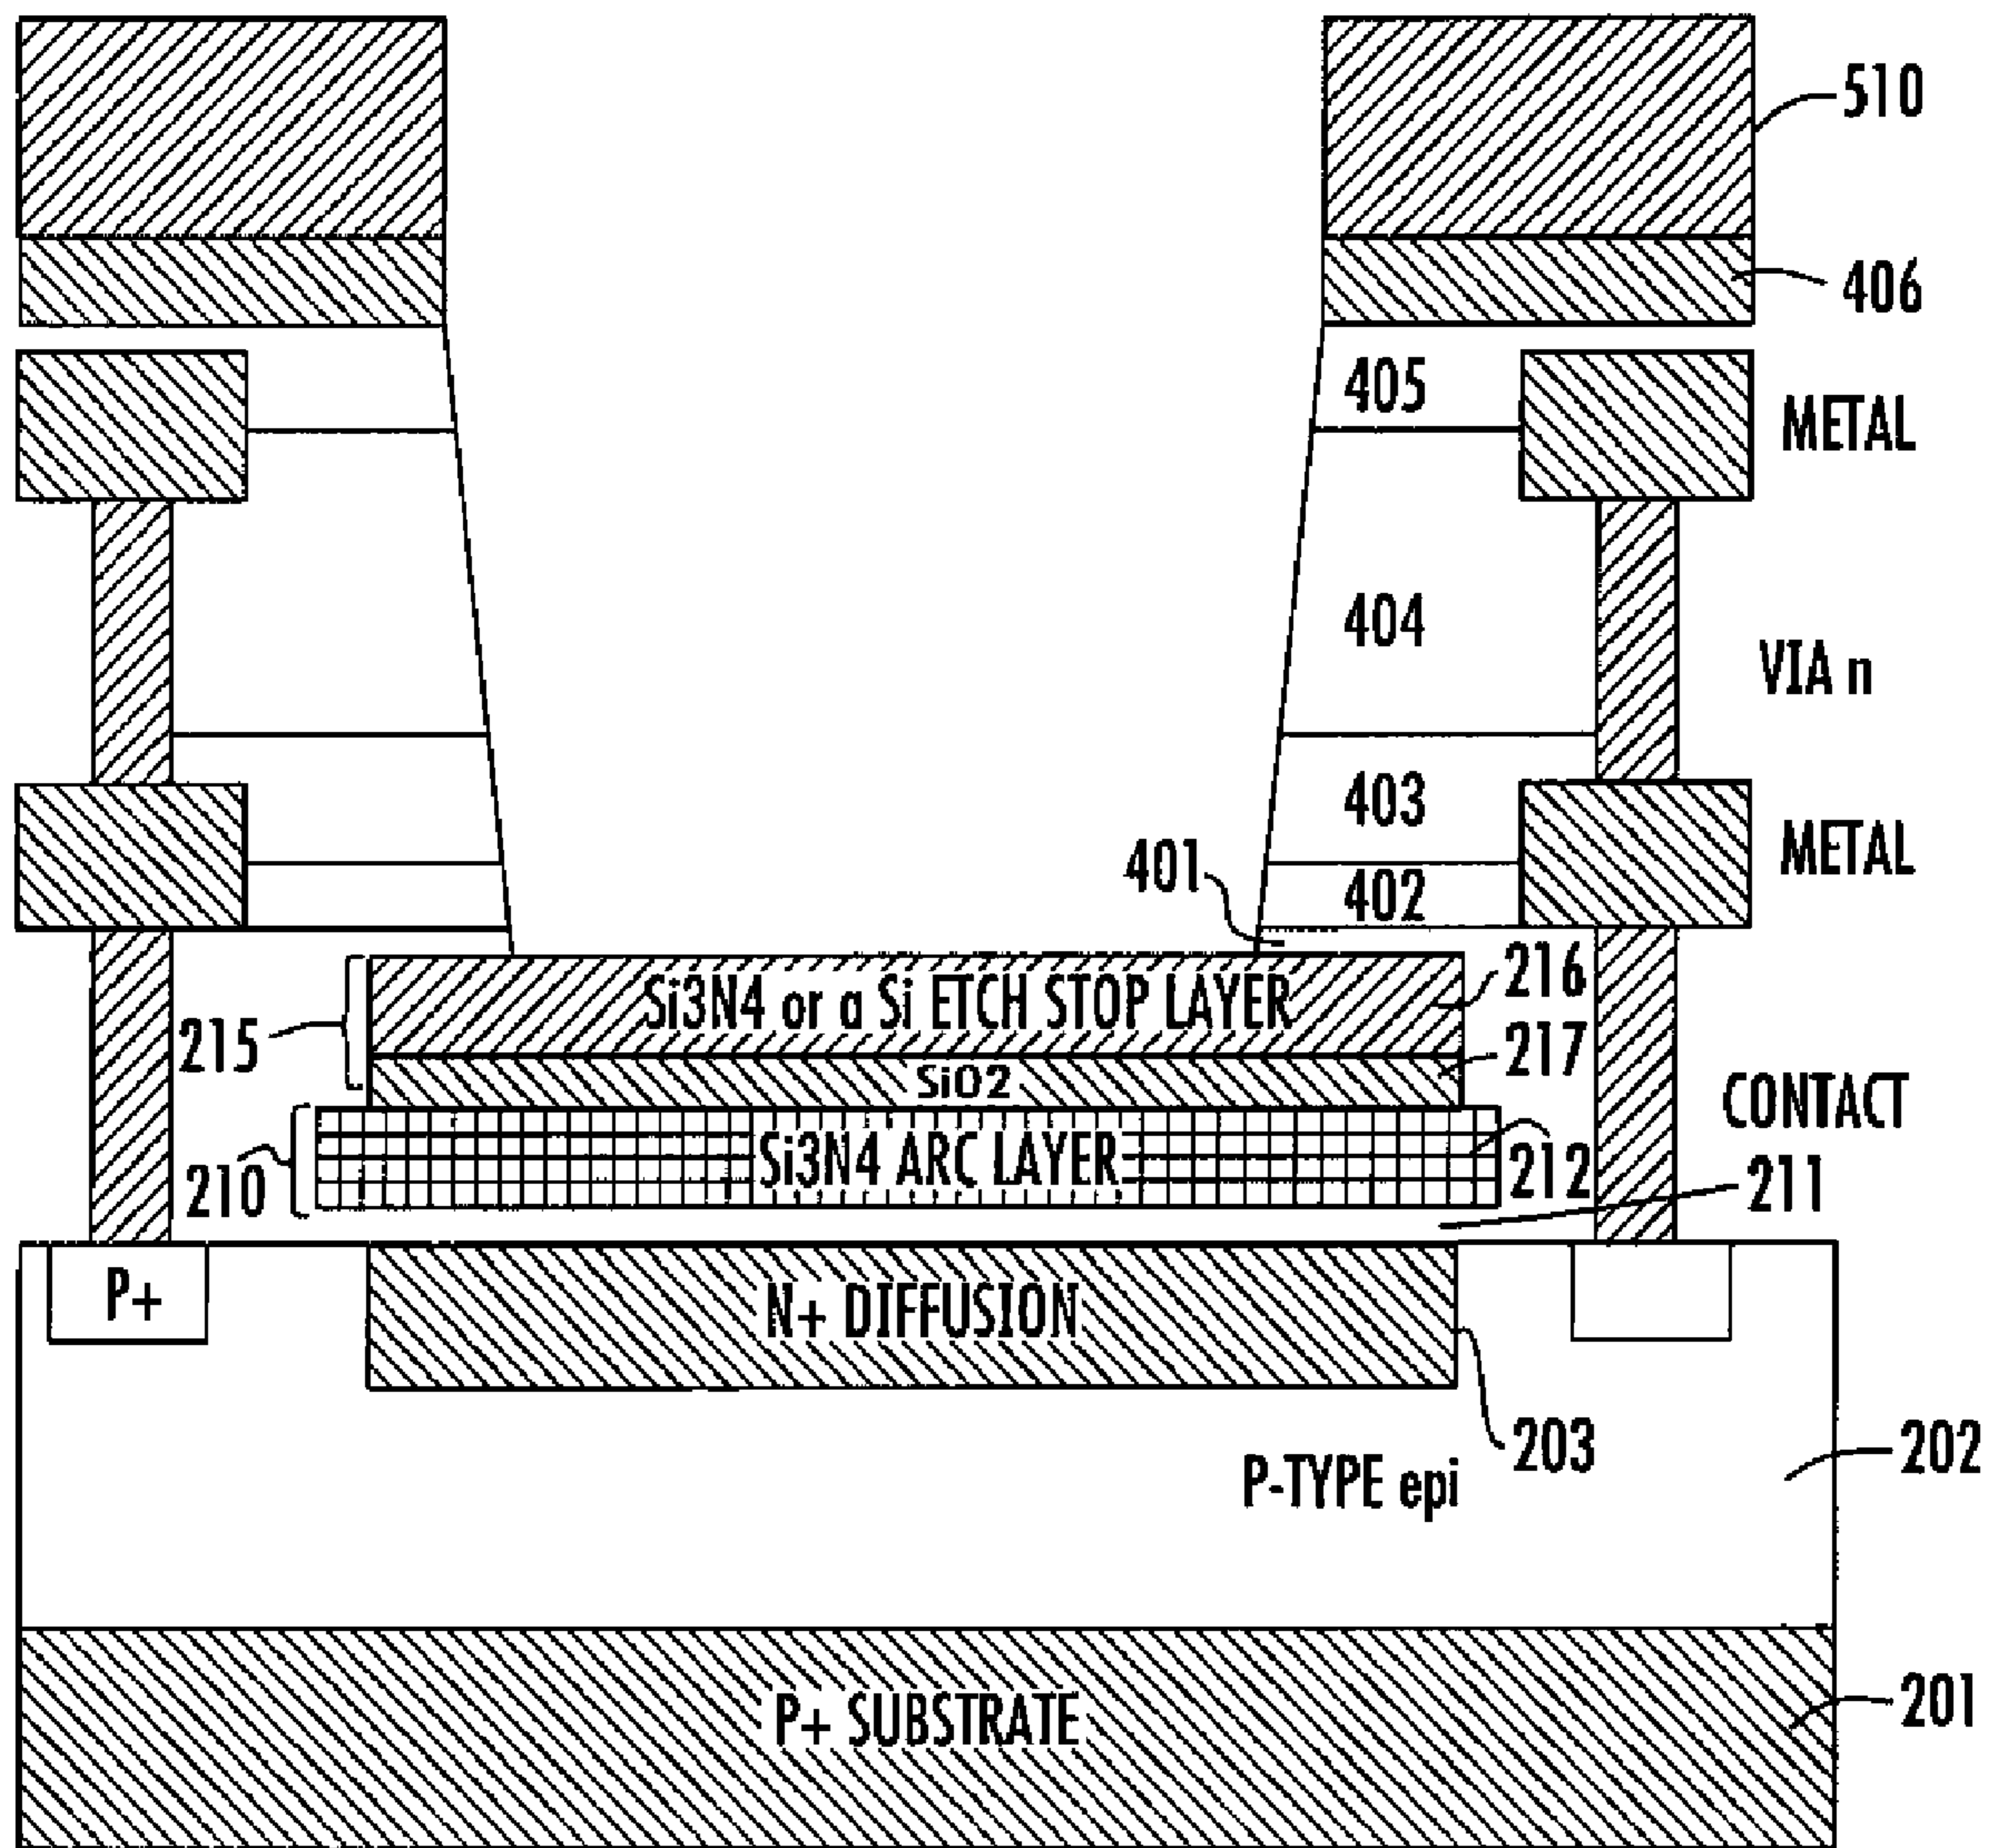 510
406
405
METAL
404
VIA n
403
METAL
401
402
216
Si3N4 or a Si ETCH STOP LAYER
215
217
SiO2
CONTACT
Si3N4 ARC LAYER
212
210
211
P+
N+ DIFFUSION
203
202
P-TYPE epi
P+ SUBSTRATE
201